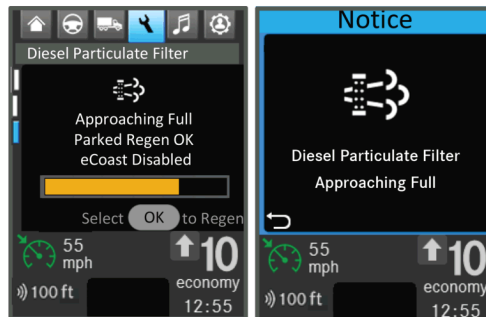 Diesel Particulate Filter
Approaching Full
Parked Regen OK
eCoast Disabled
Select OK to Regen
55
mph
10
economy
100 ft
12:55
Notice
Diesel Particulate Filter
Approaching Full
55
mph
10
economy
100 ft
12:55